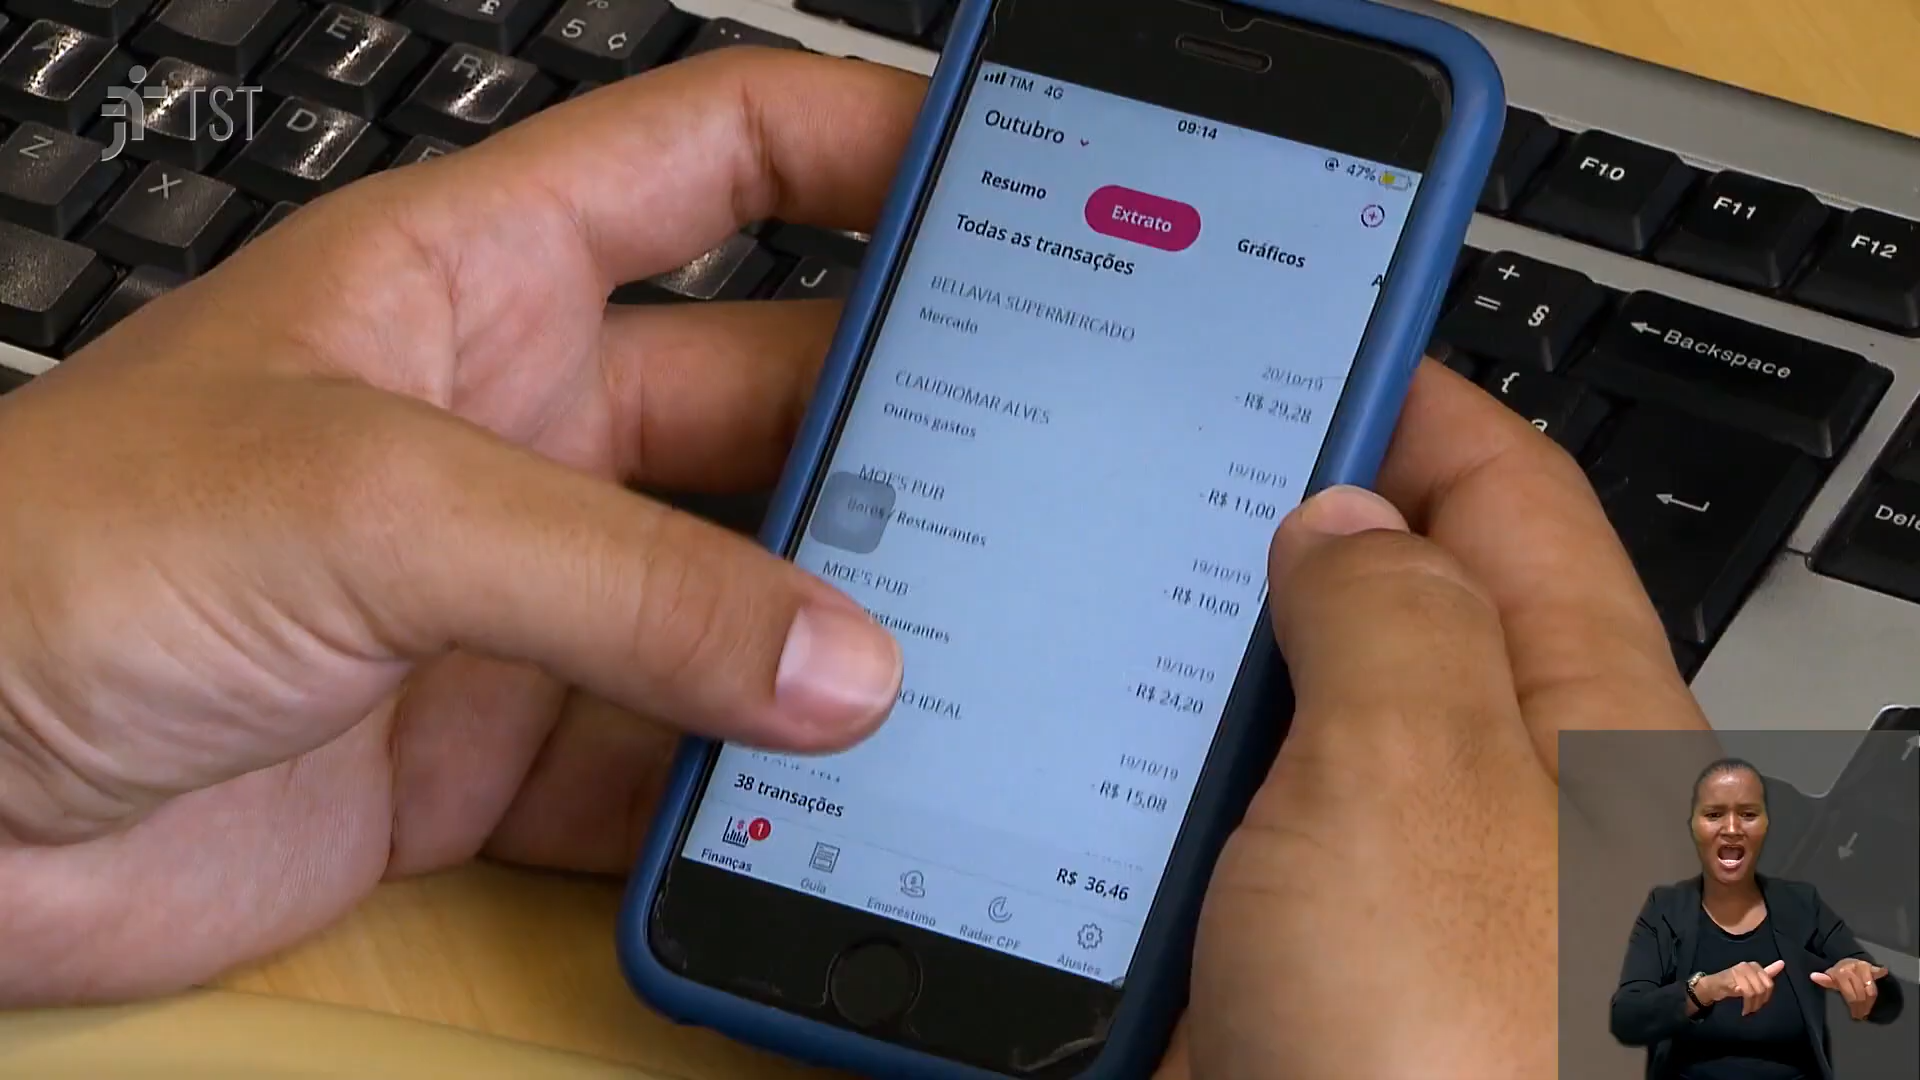 TST
TIM 4G
09:14
47%
Outubro
Resumo
Extrato
Gráficos
Todas as transações
BELLAVIA SUPERMERCADO
Mercado
20/10/19
- R$ 29,28
CLAUDIOMAR ALVES
Outros gastos
19/10/19
- R$ 11,00
MOE'S PUB
Bares / Restaurantes
19/10/19
- R$ 10,00
MOE'S PUB
19/10/19
- R$ 24,20
IDEAL
19/10/19
- R$ 15,08
38 transações
R$ 36,46
1
Finanças
Guia
Empréstimo
Radar CPF
Ajustes
A
E
R
5 ¢
Z
X
D
J
F10
F11
F12
+
= §
Backspace
{
ª